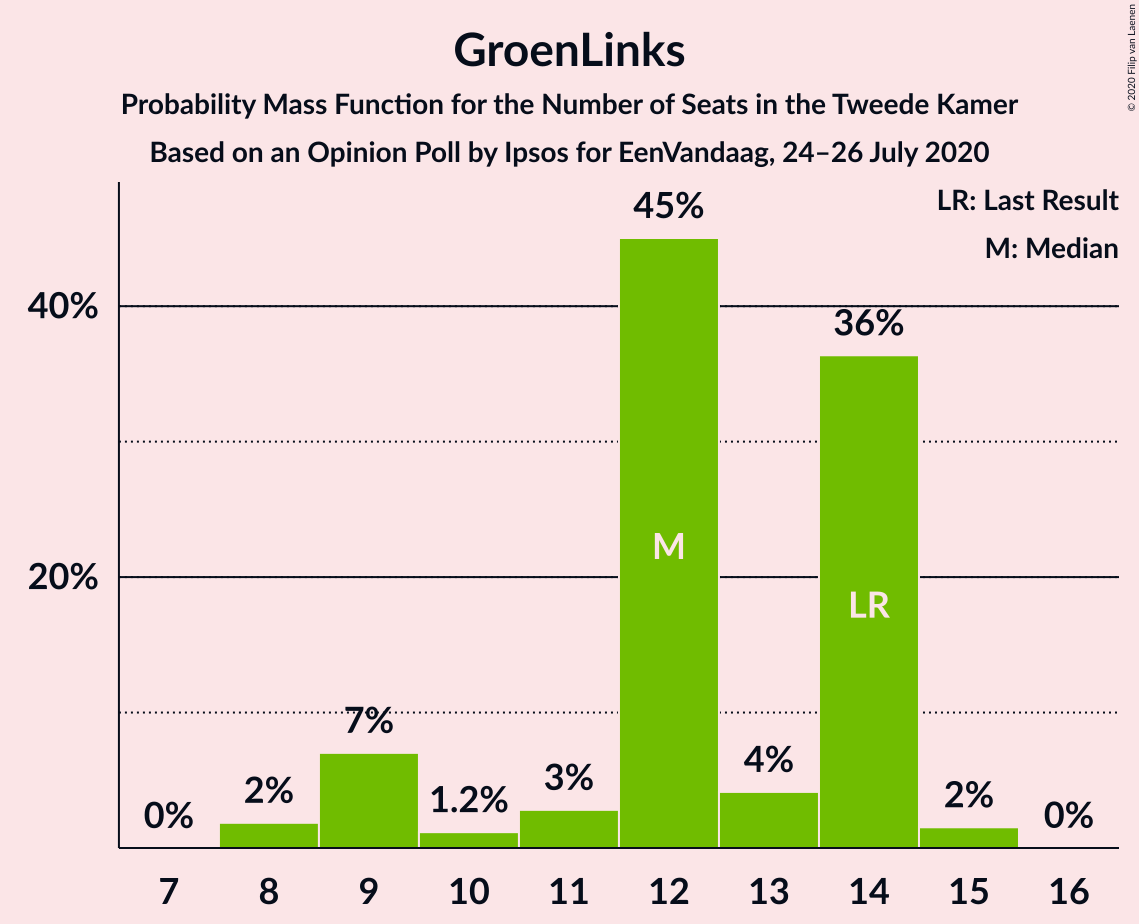 GroenLinks
Probability Mass Function for the Number of Seats in the Tweede Kamer
Based on an Opinion Poll by Ipsos for EenVandaag, 24–26 July 2020
© 2020 Filip van Laenen
LR: Last Result
M: Median
40%
20%
0%
2%
7%
1.2%
3%
45%
4%
36%
2%
0%
M
LR
7 8 9 10 11 12 13 14 15 16